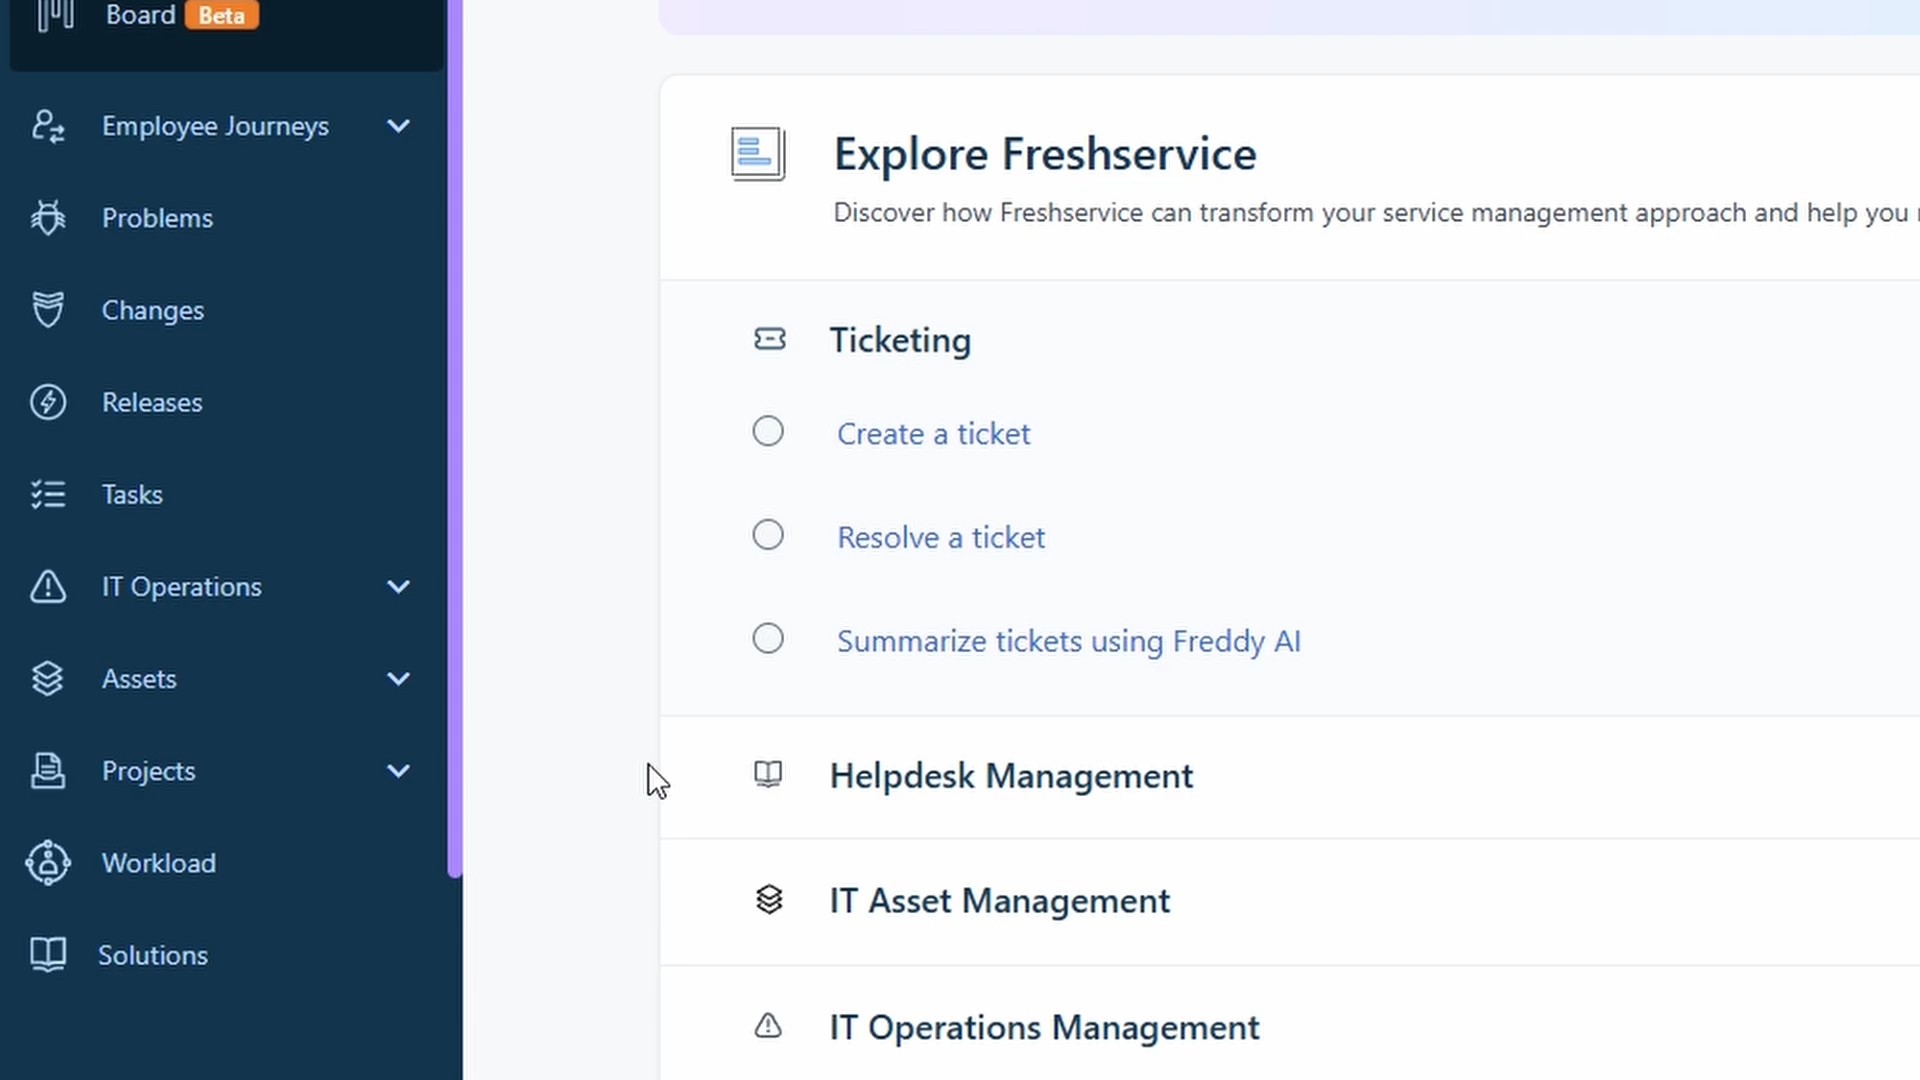 Board Beta
Employee Journeys
Problems
Changes
Releases
Tasks
IT Operations
Assets
Projects
Workload
Solutions
Explore Freshservice
Discover how Freshservice can transform your service management approach and help you
Ticketing
Create a ticket
Resolve a ticket
Summarize tickets using Freddy AI
Helpdesk Management
IT Asset Management
IT Operations Management